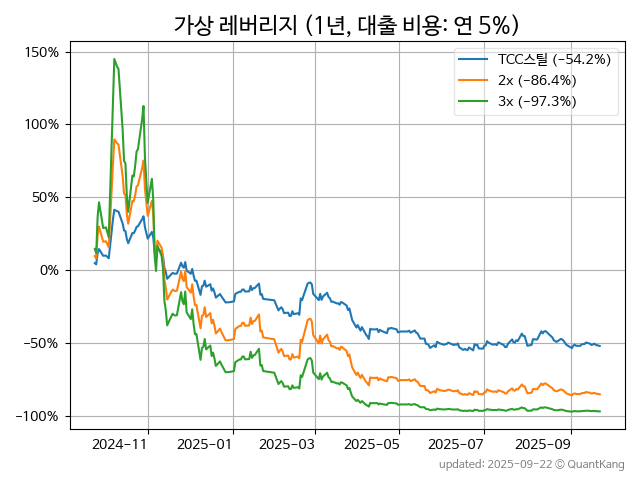 가상 레버리지 (1년, 대출 비용: 연 5%)
150%
100%
50%
0%
−50%
−100%
TCC스틸 (-54.2%)
2x (-86.4%)
3x (-97.3%)
2024-11
2025-01
2025-03
2025-05
2025-07
2025-09
updated: 2025-09-22 © QuantKang